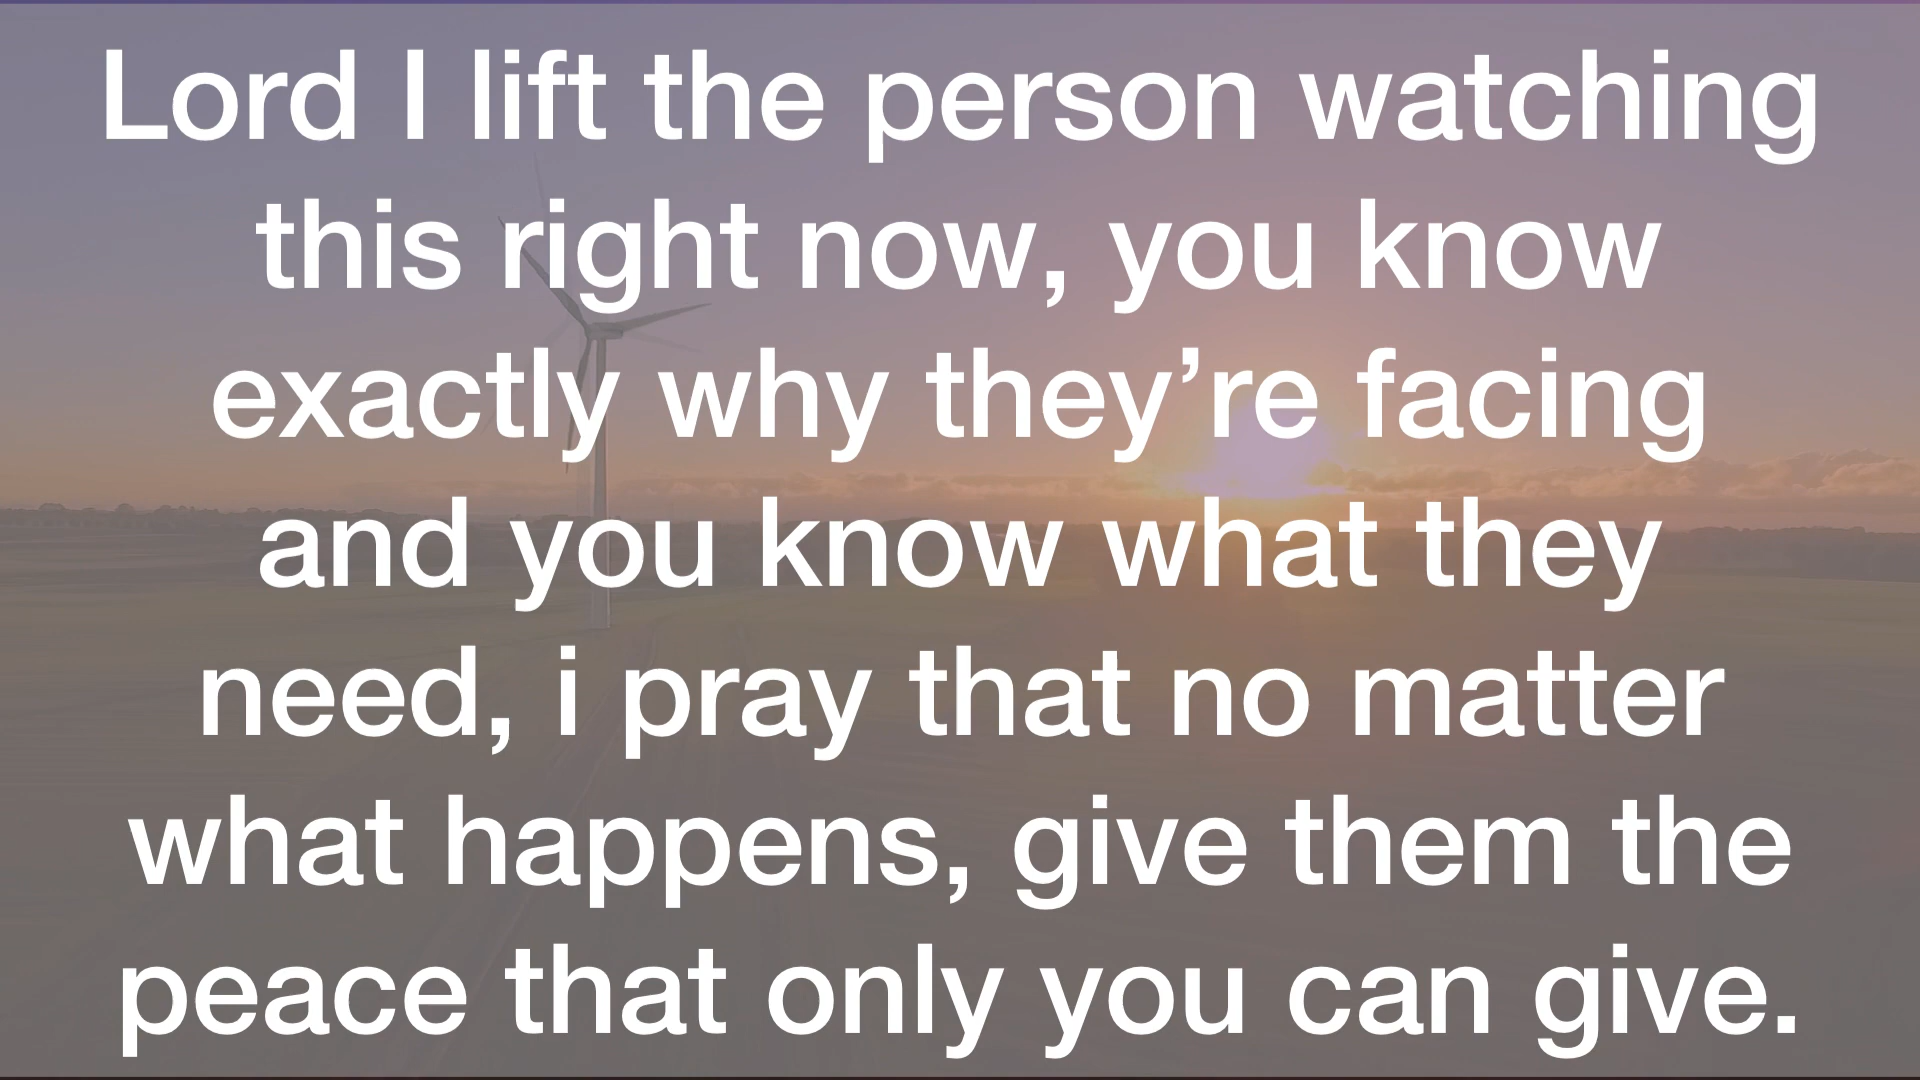 Lord I lift the person watching
this right now, you know
exactly why they’re facing
and you know what they
need, i pray that no matter
what happens, give them the
peace that only you can give.